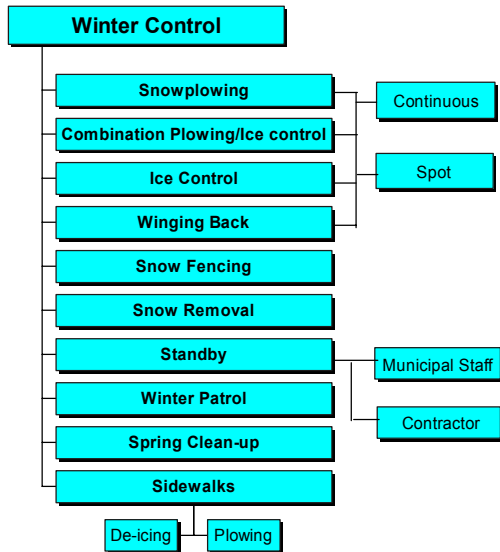 Winter Control
Snowplowing
Continuous
Combination Plowing/Ice control
Ice Control
Spot
Winging Back
Snow Fencing
Snow Removal
Standby
Municipal Staff
Winter Patrol
Contractor
Spring Clean-up
Sidewalks
De-icing
Plowing